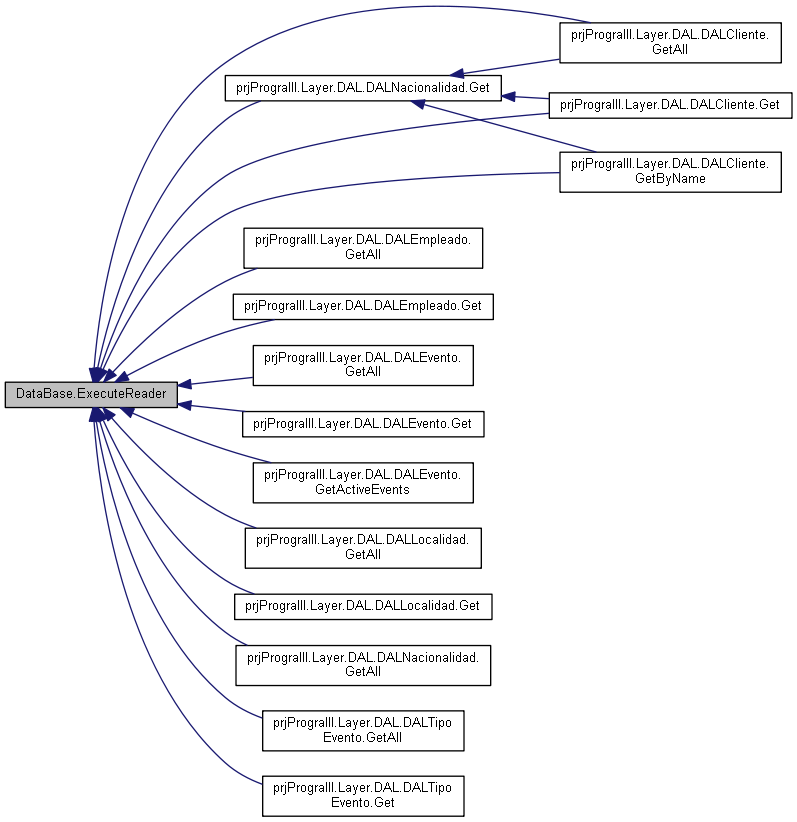 prjPrograIII.Layer.DAL.DALCliente.
GetAll
prjPrograIII.Layer.DAL.DALNacionalidad.Get
prjPrograIII.Layer.DAL.DALCliente.Get
prjPrograIII.Layer.DAL.DALCliente.
GetByName
prjPrograIII.Layer.DAL.DALEmpleado.
GetAll
prjPrograIII.Layer.DAL.DALEmpleado.Get
prjPrograIII.Layer.DAL.DALEvento.
GetAll
DataBase.ExecuteReader
prjPrograIII.Layer.DAL.DALEvento.Get
prjPrograIII.Layer.DAL.DALEvento.
GetActiveEvents
prjPrograIII.Layer.DAL.DALLocalidad.
GetAll
prjPrograIII.Layer.DAL.DALLocalidad.Get
prjPrograIII.Layer.DAL.DALNacionalidad.
GetAll
prjPrograIII.Layer.DAL.DALTipo
Evento.GetAll
prjPrograIII.Layer.DAL.DALTipo
Evento.Get